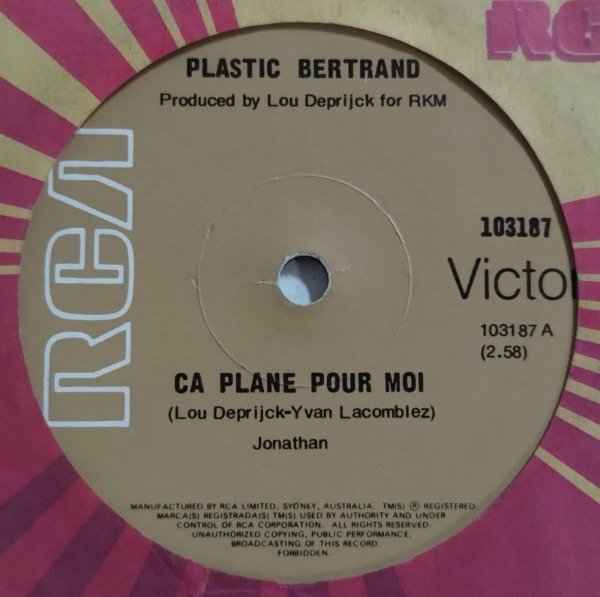 RC
PLASTIC BERTRAND
Produced by Lou Deprijck for RKM
RCA
103187
Victo
103187 A
(2.58)
CA PLANE POUR MOI
(Lou Deprijck-Yvan Lacomblez)
Jonathan
MANUFACTURED BY RCA LIMITED, SYDNEY, AUSTRALIA. TM(S) ® REGISTERED
MARCA(S) REGISTRADA(S) TM(S) USED BY AUTHORITY AND UNDER
CONTROL OF RCA CORPORATION. ALL RIGHTS RESERVED
UNAUTHORIZED COPYING, PUBLIC PERFORMANCE,
BROADCASTING OF THIS RECORD
FORBIDDEN.